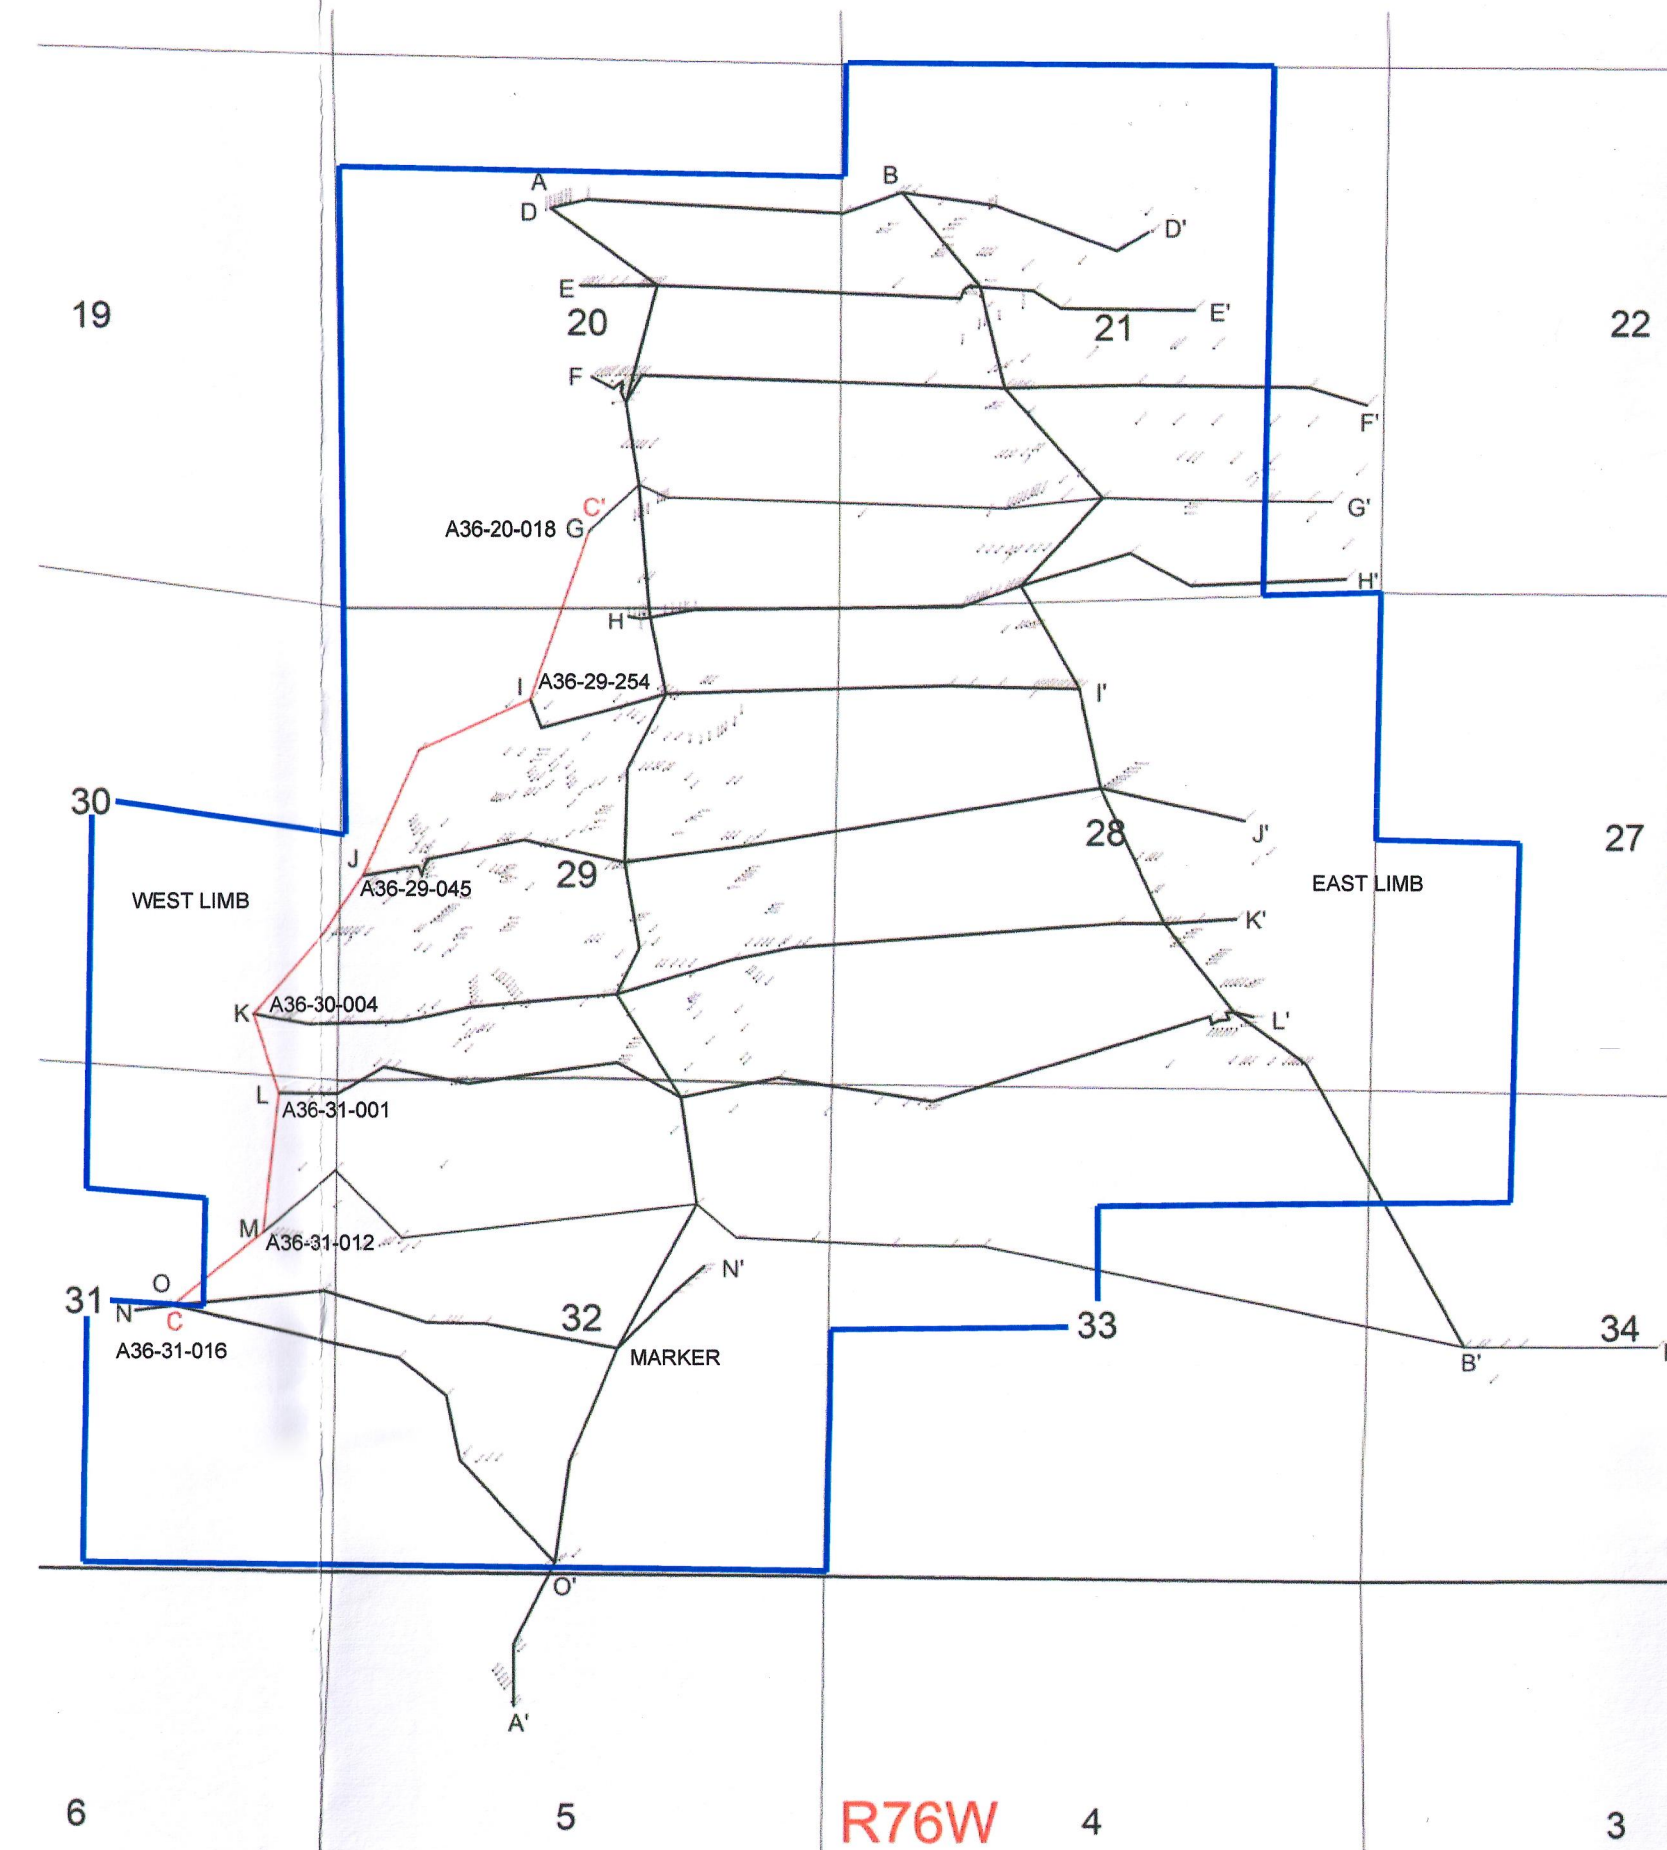 A
B
D
D'
E
E'
19
20
21
22
F
F'
C'
A36-20-018
G
G'
H
H'
I
A36-29-254
I'
30
J
28
J'
27
29
A36-29-045
WEST LIMB
EAST LIMB
K'
K
A36-30-004
L'
L
A36-31-001
M
A36-31-012
N'
O
31
N
C
32
33
34
A36-31-016
MARKER
B'
O'
A'
6
5
R76W
4
3